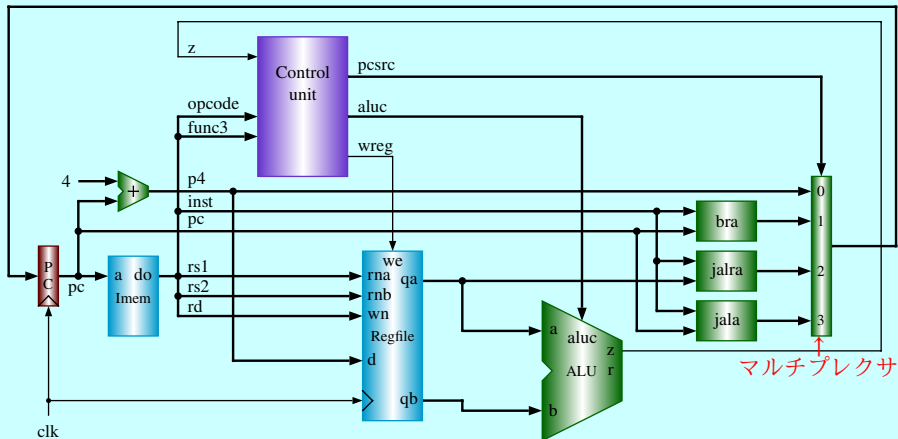 z
Control
unit
pcsrc
opcode
aluc
func3
wreg
4
+
p4
0
inst
pc
bra
1
P
C
pc
a do
Imem
rs1
rs2
rd
we
rna
qa
rnb
wn
Regfile
d
qb
jalra
2
jala
3
マルチプレクサ
a
aluc
z
ALU
r
b
clk